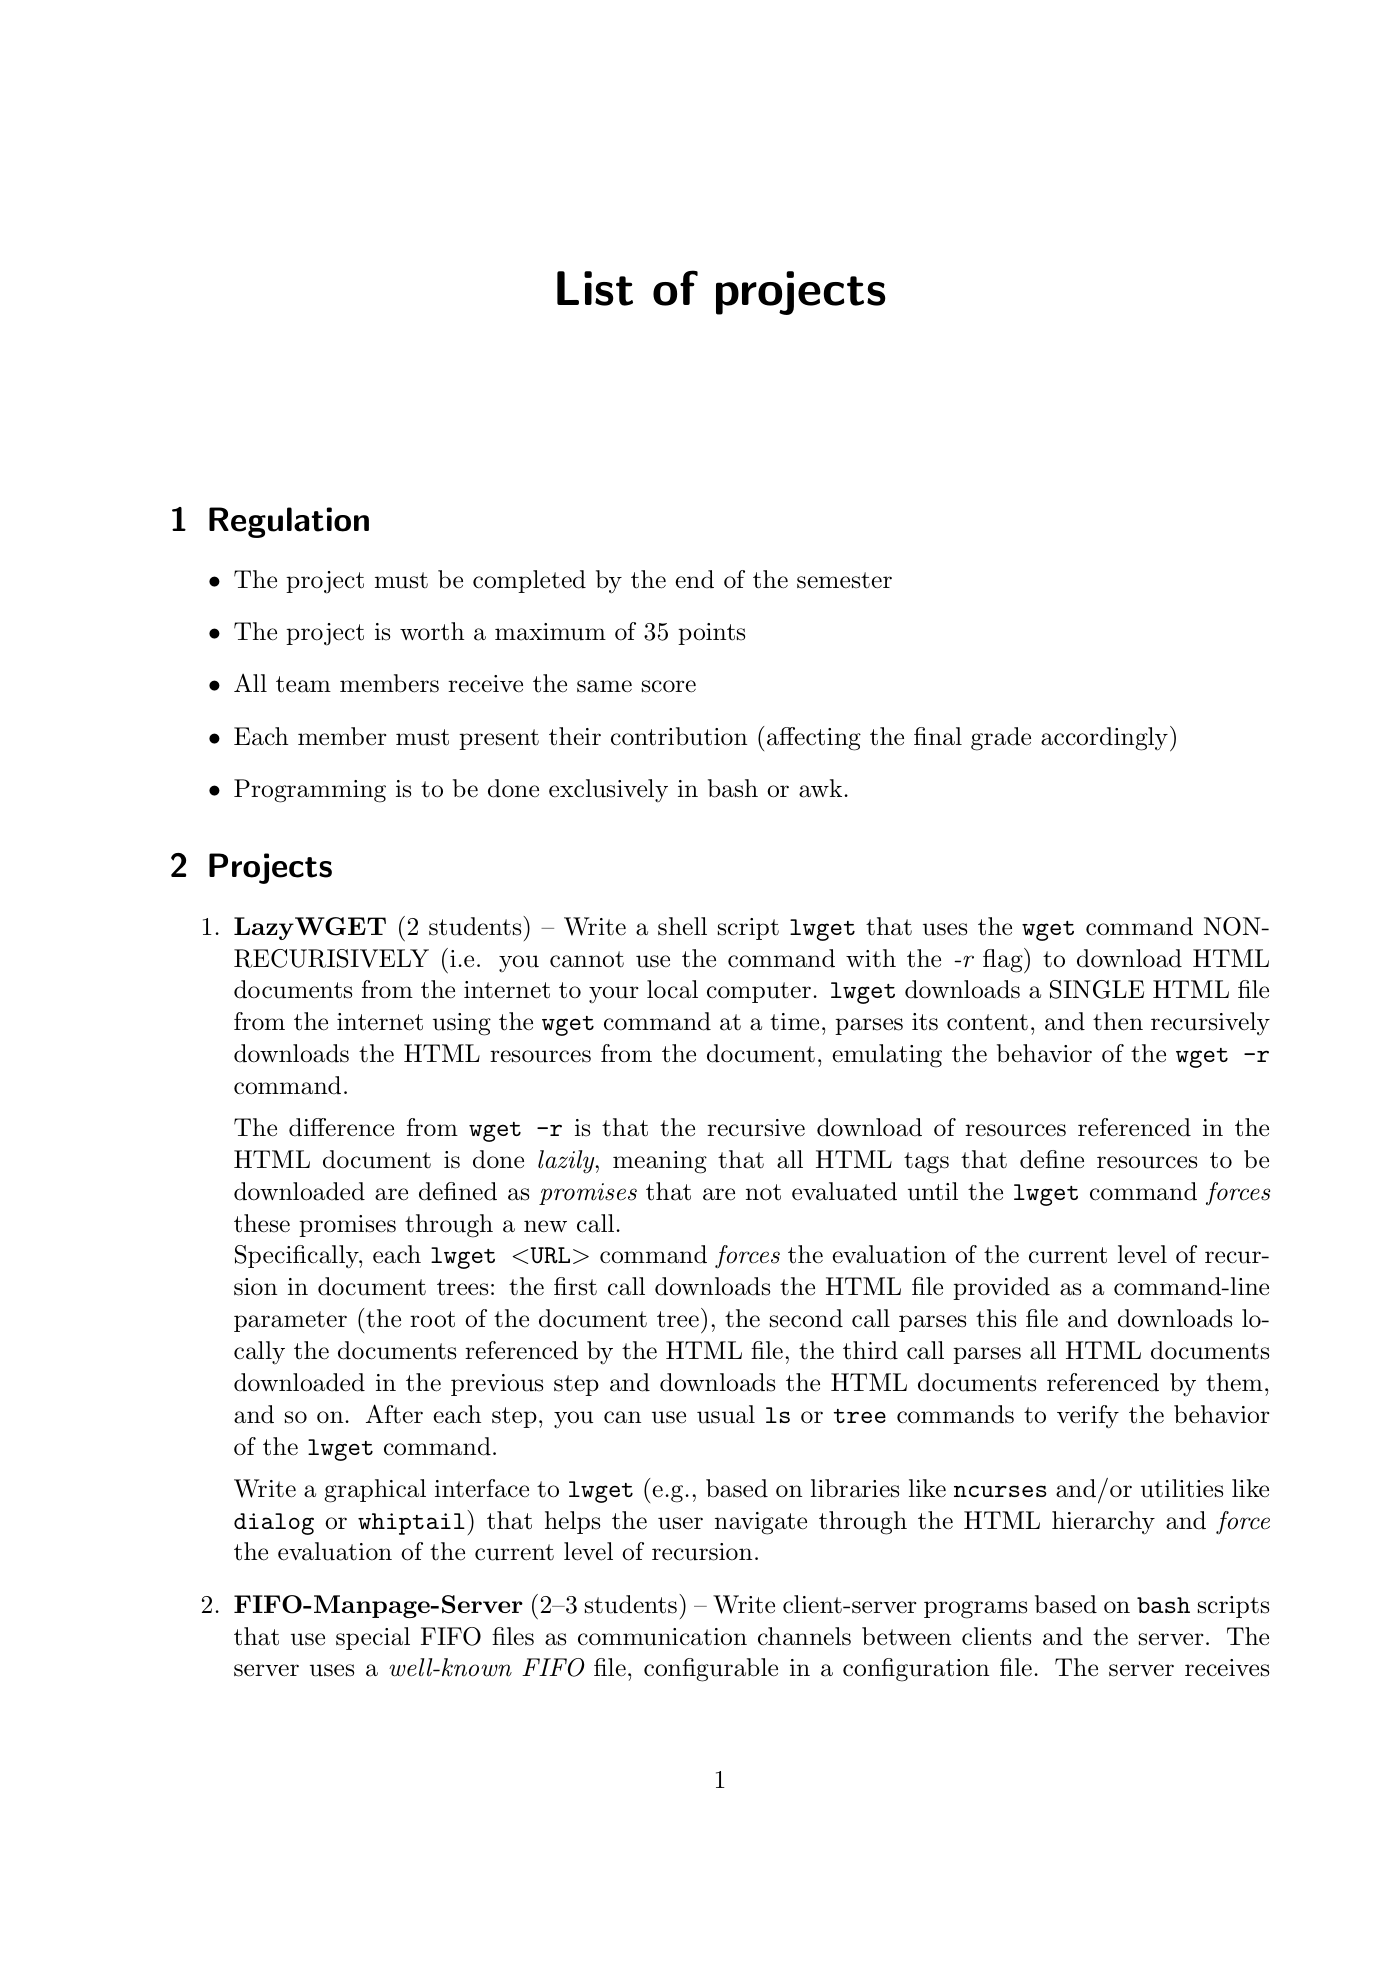 List of projects
1 Regulation
• The project must be completed by the end of the semester
• The project is worth a maximum of 35 points
• All team members receive the same score
• Each member must present their contribution (affecting the final grade accordingly)
• Programming is to be done exclusively in bash or awk.
2 Projects
1. LazyWGET (2 students) – Write a shell script lwget that uses the wget command NON-
RECURISIVELY (i.e. you cannot use the command with the -r flag) to download HTML
documents from the internet to your local computer. lwget downloads a SINGLE HTML file
from the internet using the wget command at a time, parses its content, and then recursively
downloads the HTML resources from the document, emulating the behavior of the wget -r
command.
The difference from wget -r is that the recursive download of resources referenced in the
HTML document is done lazily, meaning that all HTML tags that define resources to be
downloaded are defined as promises that are not evaluated until the lwget command forces
these promises through a new call.
Specifically, each lwget <URL> command forces the evaluation of the current level of recur-
sion in document trees: the first call downloads the HTML file provided as a command-line
parameter (the root of the document tree), the second call parses this file and downloads lo-
cally the documents referenced by the HTML file, the third call parses all HTML documents
downloaded in the previous step and downloads the HTML documents referenced by them,
and so on. After each step, you can use usual ls or tree commands to verify the behavior
of the lwget command.
Write a graphical interface to lwget (e.g., based on libraries like ncurses and/or utilities like
dialog or whiptail) that helps the user navigate through the HTML hierarchy and force
the evaluation of the current level of recursion.
2. FIFO-Manpage-Server (2–3 students) – Write client-server programs based on bash scripts
that use special FIFO files as communication channels between clients and the server. The
server uses a well-known FIFO file, configurable in a configuration file. The server receives
1